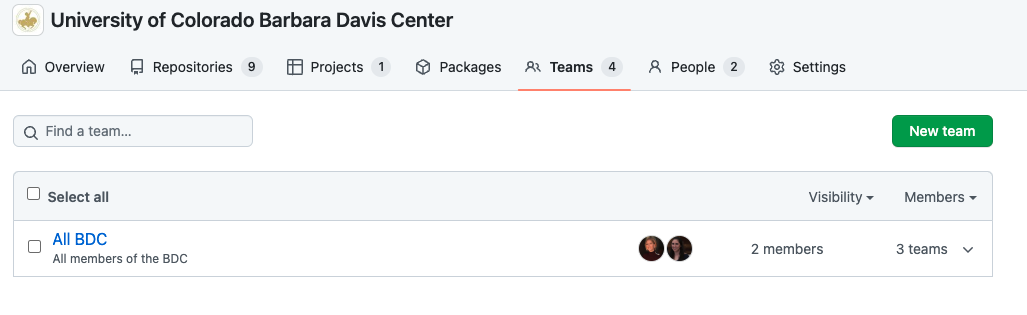 University of Colorado Barbara Davis Center
Overview Repositories 9 Projects 1 Packages Teams 4 People 2 Settings
Find a team...
New team
Select all Visibility Members
All BDC
All members of the BDC
2 members 3 teams